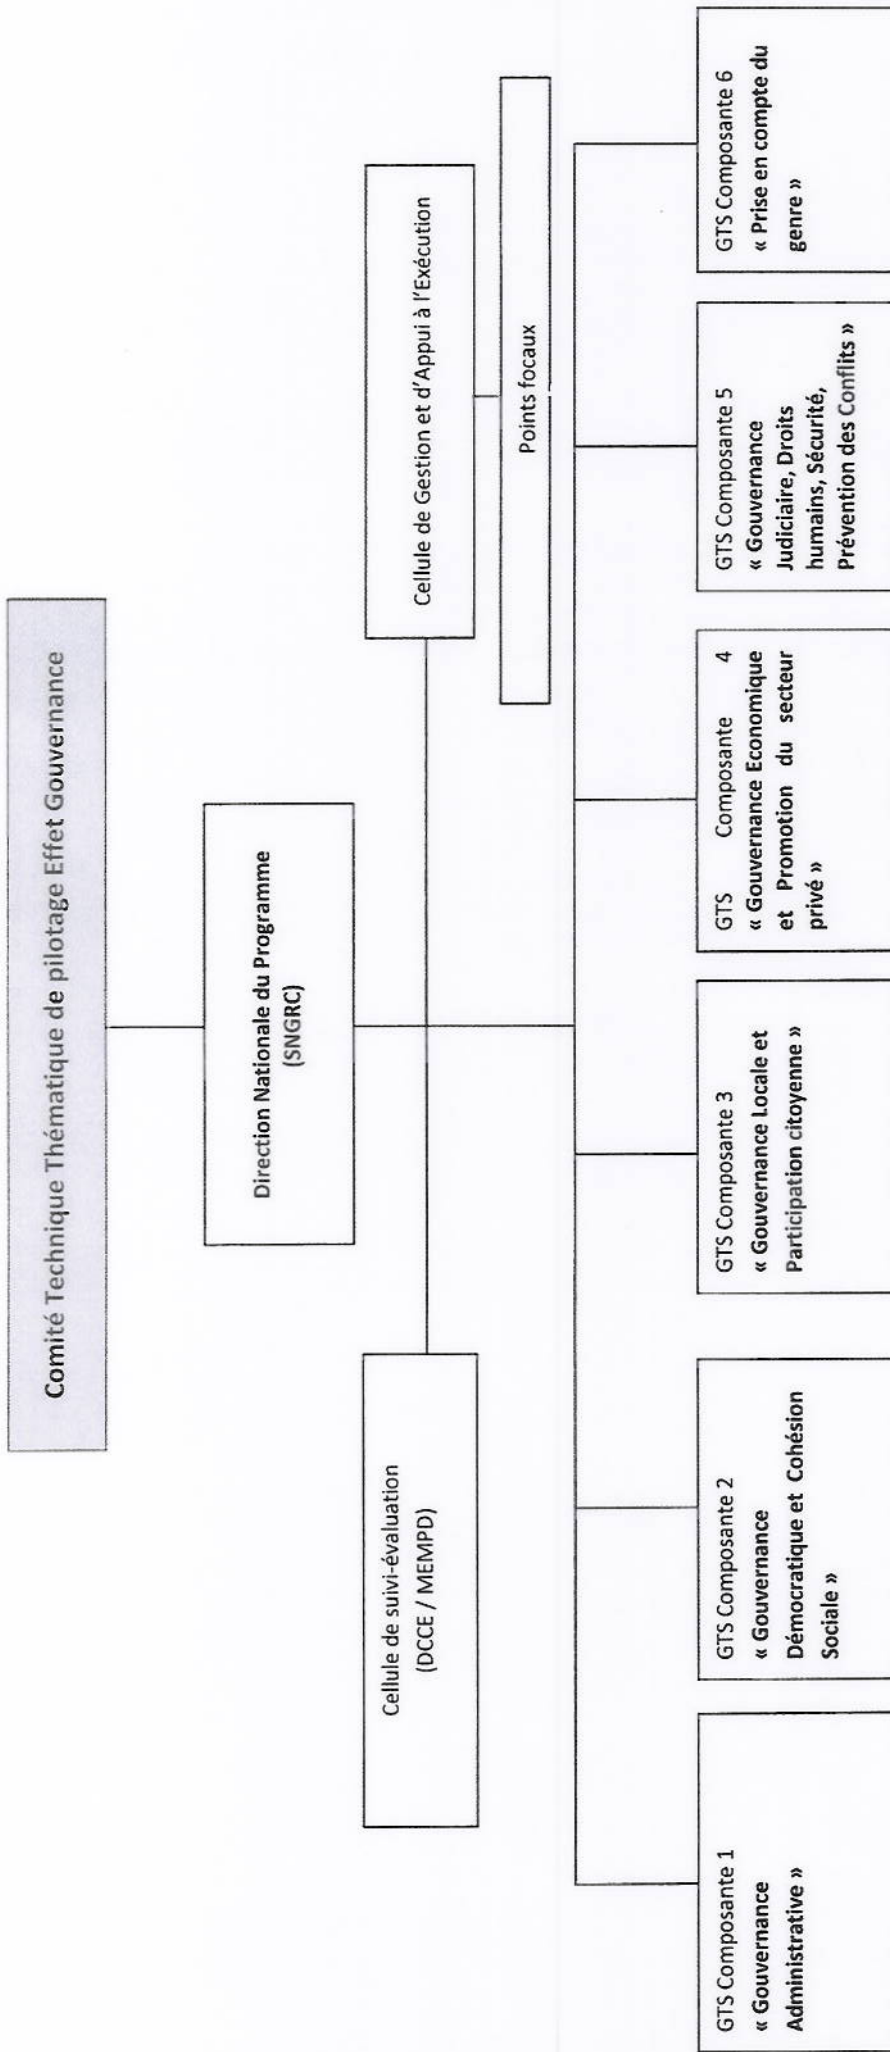 Comité Technique Thématique de pilotage Effet Gouvernance
Direction Nationale du Programme
(SNGRC)
Cellule de suivi-évaluation
(DCCE / MEMPD)
Cellule de Gestion et d'Appui à l'Exécution
Points focaux
GTS Composante 1
« Gouvernance
Administrative »
GTS Composante 2
« Gouvernance
Démocratique et Cohésion
Sociale »
GTS Composante 3
« Gouvernance Locale et
Participation citoyenne »
GTS Composante 4
« Gouvernance Economique
et Promotion du secteur
privé »
GTS Composante 5
« Gouvernance
Judiciaire, Droits
humains, Sécurité,
Prévention des Conflits »
GTS Composante 6
« Prise en compte du
genre »